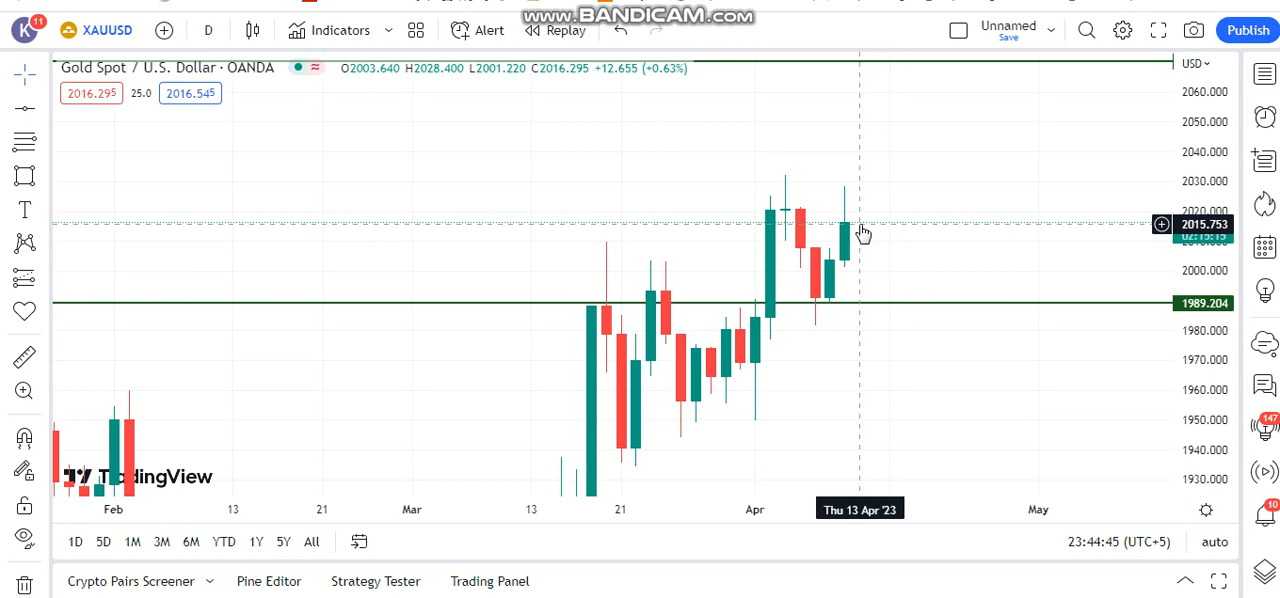 www.BANDICAM.com
K 11 XAUUSD D Indicators Alert Replay Unnamed Save Publish
Gold Spot / U.S. Dollar · OANDA O2003.640 H2028.400 L2001.220 C2016.295 +12.655 (+0.63%) USD
2016.295 25.0 2016.545
2060.000
2050.000
2040.000
2030.000
2020.000
2015.753
02:15:15
2000.000
1989.204
1980.000
1970.000
1960.000
1950.000
1940.000
1930.000
147
10
TradingView
Feb 13 21 Mar 13 21 Apr Thu 13 Apr '23 May
1D 5D 1M 3M 6M YTD 1Y 5Y All 23:44:45 (UTC+5) auto
Crypto Pairs Screener Pine Editor Strategy Tester Trading Panel